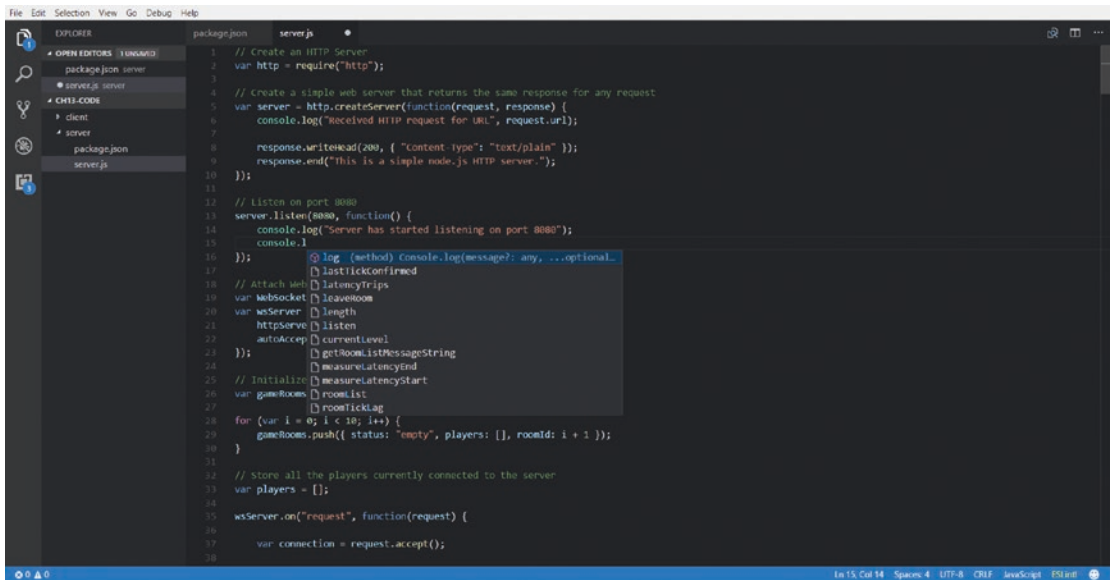 File Edit Selection View Go Debug Help
EXPLORER
OPEN EDITORS 1 UNSAVED
package.json server
server.js server
CH13-CODE
client
server
package.json
server.js
1
3
package.json server.js
1 // Create an HTTP Server
2 var http = require("http");
3
4 // Create a simple web server that returns the same response for any request
5 var server = http.createServer(function(request, response) {
6 console.log("Received HTTP request for URL", request.url);
7
8 response.writeHead(200, { "Content-Type": "text/plain" });
9 response.end("This is a simple node.js HTTP server.");
10 });
11
12 // Listen on port 8080
13 server.listen(8080, function() {
14 console.log("Server has started listening on port 8080");
15 console.l
16 });
17
18 // Attach Web
19 var WebSocket
20 var wsServer
21 httpServe
22 autoAccep
23 });
24
25 // Initialize
26 var gameRooms
27
28 for (var i = 0; i < 10; i++) {
29 gameRooms.push({ status: "empty", players: [], roomId: i + 1 });
30 }
31
32 // Store all the players currently connected to the server
33 var players = [];
34
35 wsServer.on("request", function(request) {
36
37 var connection = request.accept();
38
log (method) Console.log(message?: any, ...optional…
lastTickConfirmed
latencyTrips
leaveRoom
length
listen
currentLevel
getRoomListMessageString
measureLatencyEnd
measureLatencyStart
roomList
roomTickLag
0 0
Ln 15, Col 14 Spaces: 4 UTF-8 CRLF JavaScript ESLint!